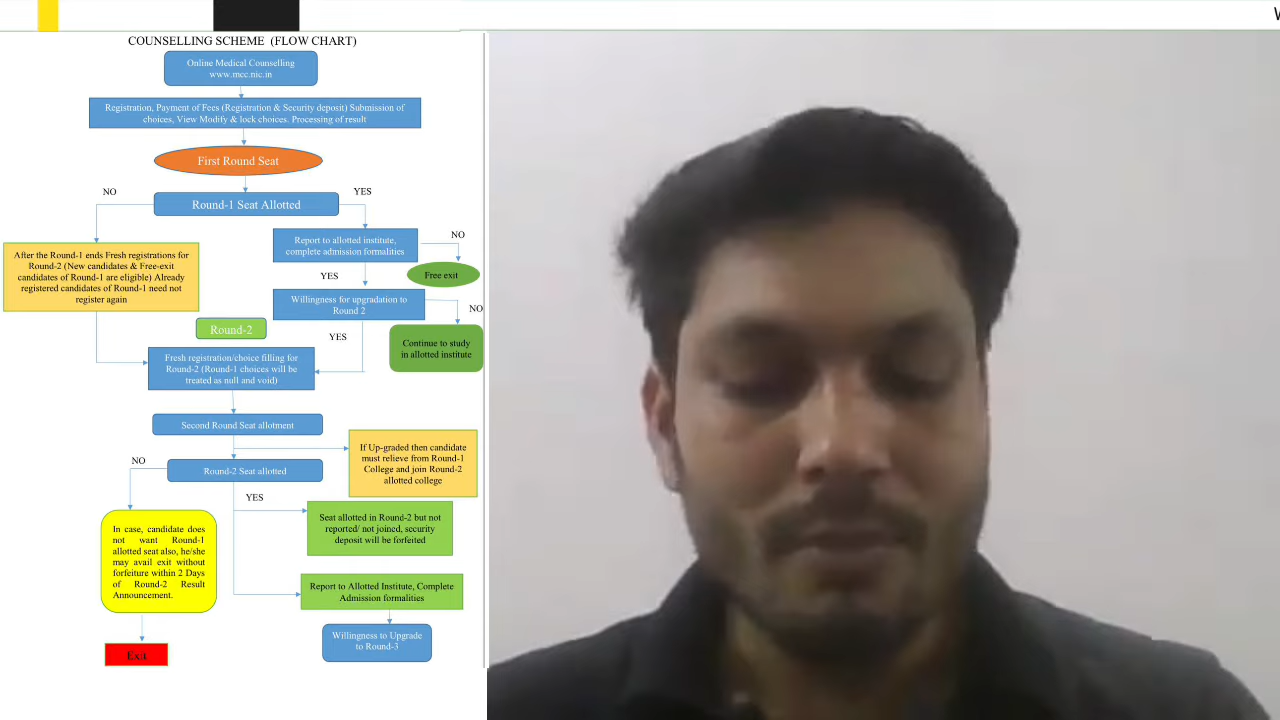 W
COUNSELLING SCHEME (FLOW CHART)
Online Medical Counselling
www.mcc.nic.in
Registration, Payment of Fees (Registration & Security deposit) Submission of
choices, View Modify & lock choices. Processing of result
First Round Seat
NO
YES
Round-1 Seat Allotted
Report to allotted institute,
complete admission formalities
NO
Free exit
After the Round-1 ends Fresh registrations for
Round-2 (New candidates & Free-exit
candidates of Round-1 are eligible) Already
registered candidates of Round-1 need not
register again
YES
Willingness for upgradation to
Round 2
NO
Round-2
YES
Continue to study
in allotted institute
Fresh registration/choice filling for
Round-2 (Round-1 choices will be
treated as null and void)
Second Round Seat allotment
If Up-graded then candidate
must relieve from Round-1
College and join Round-2
allotted college
NO
Round-2 Seat allotted
YES
Seat allotted in Round-2 but not
reported/ not joined, security
deposit will be forfeited
In case, candidate does
not want Round-1
allotted seat also, he/she
may avail exit without
forfeiture within 2 Days
of Round-2 Result
Announcement.
Report to Allotted Institute, Complete
Admission formalities
Willingness to Upgrade
to Round-3
Exit